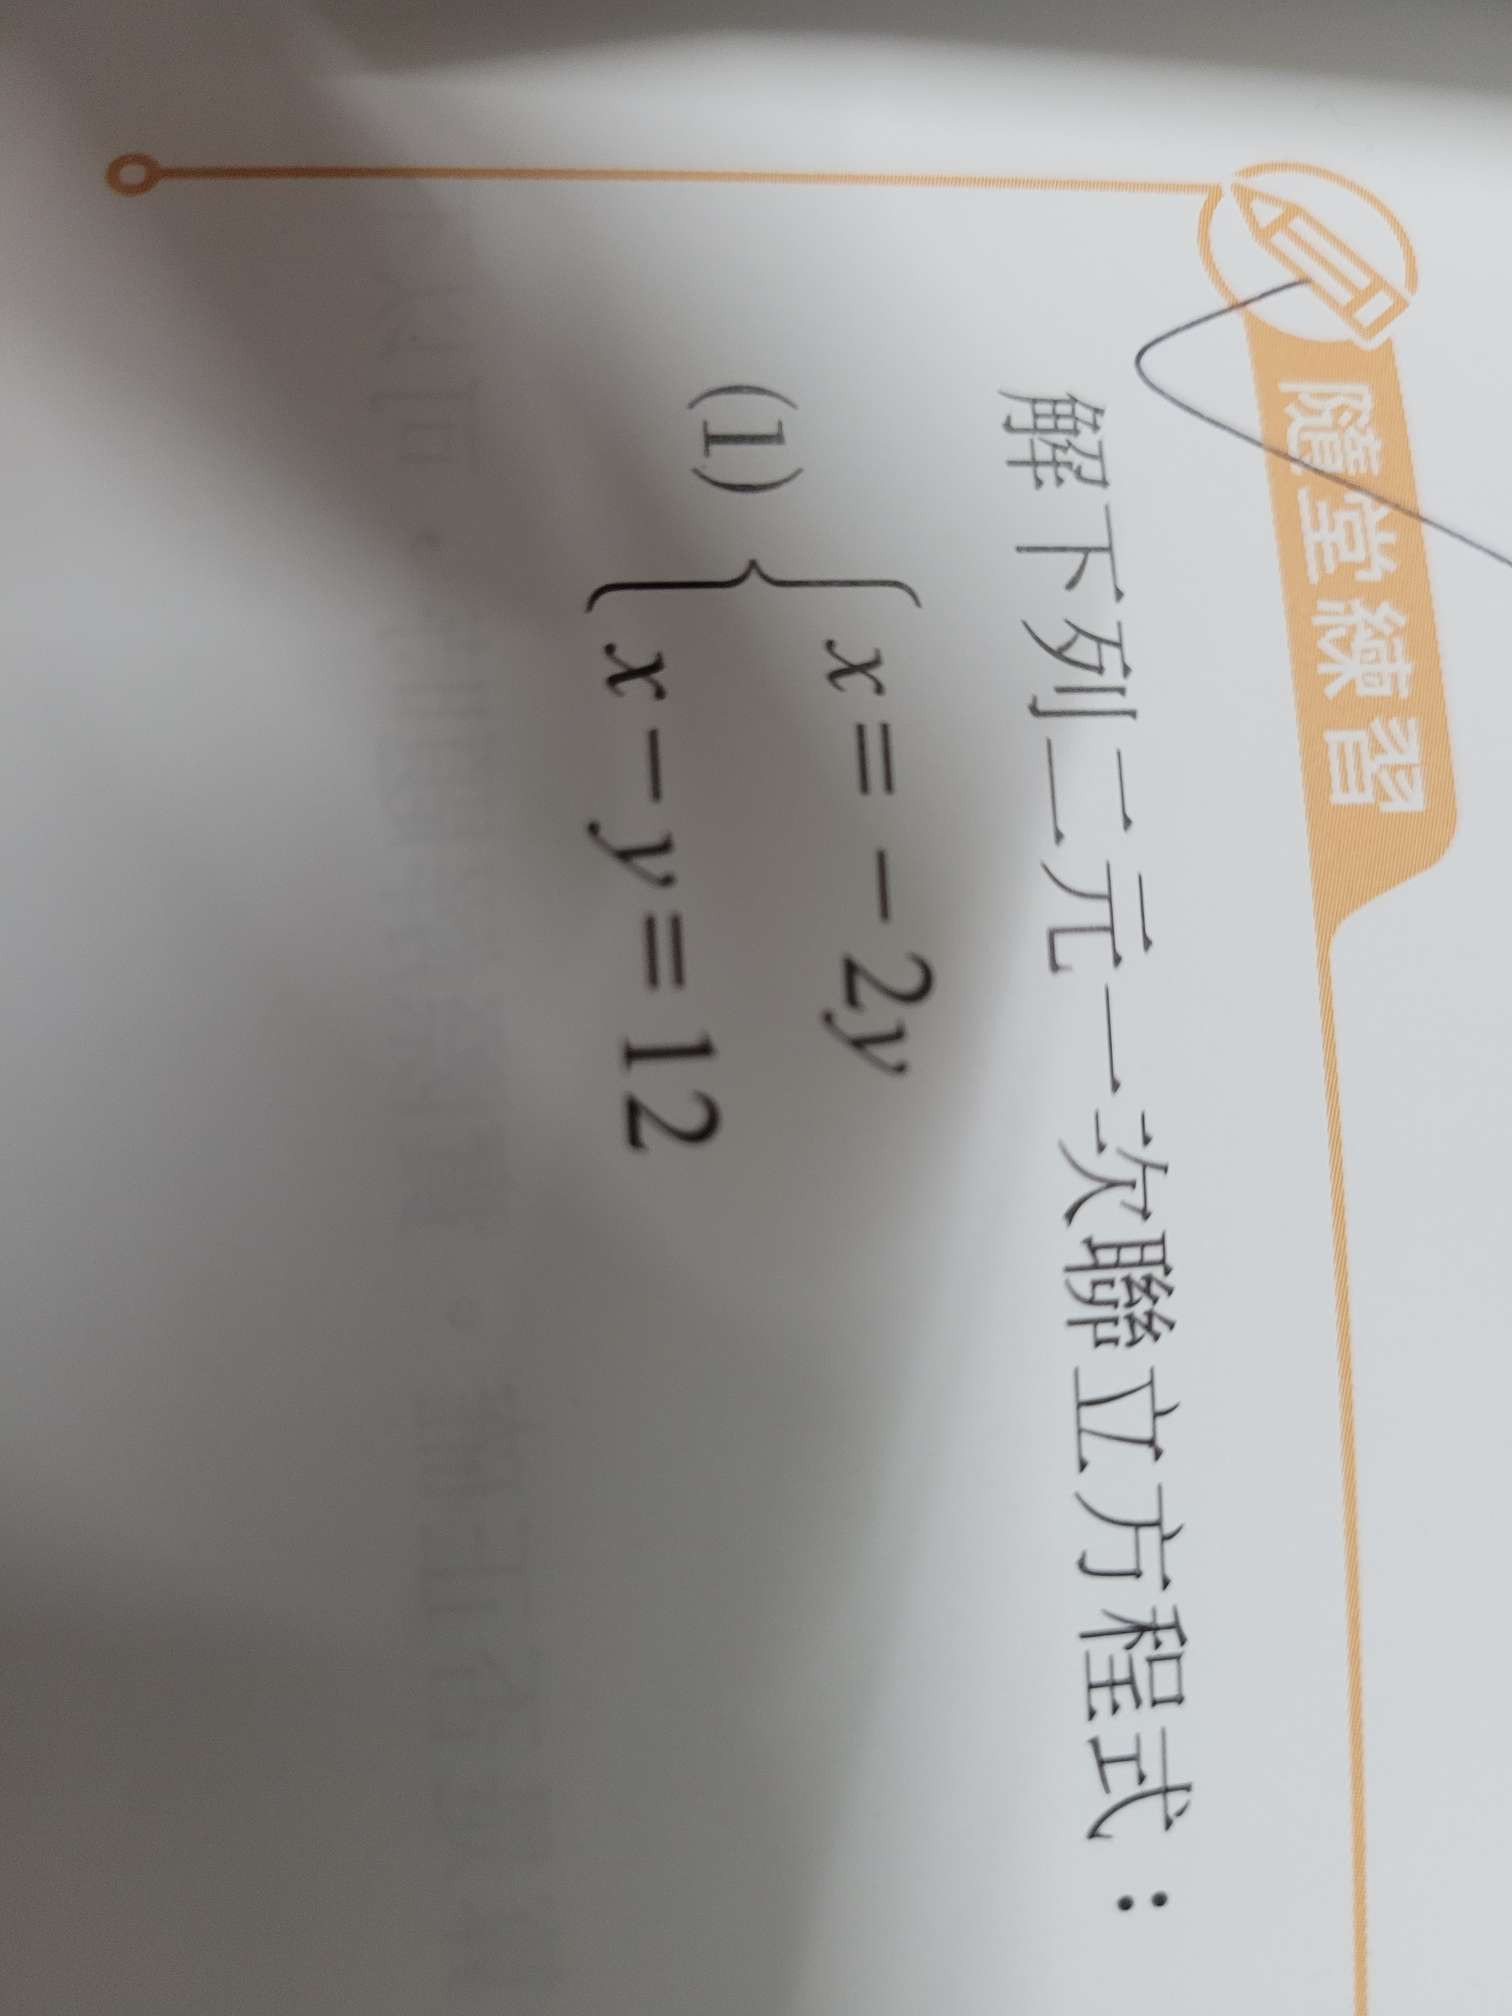 隨堂練習
解下列二元一次聯立方程式：
(1) { x = -2y
x - y = 12